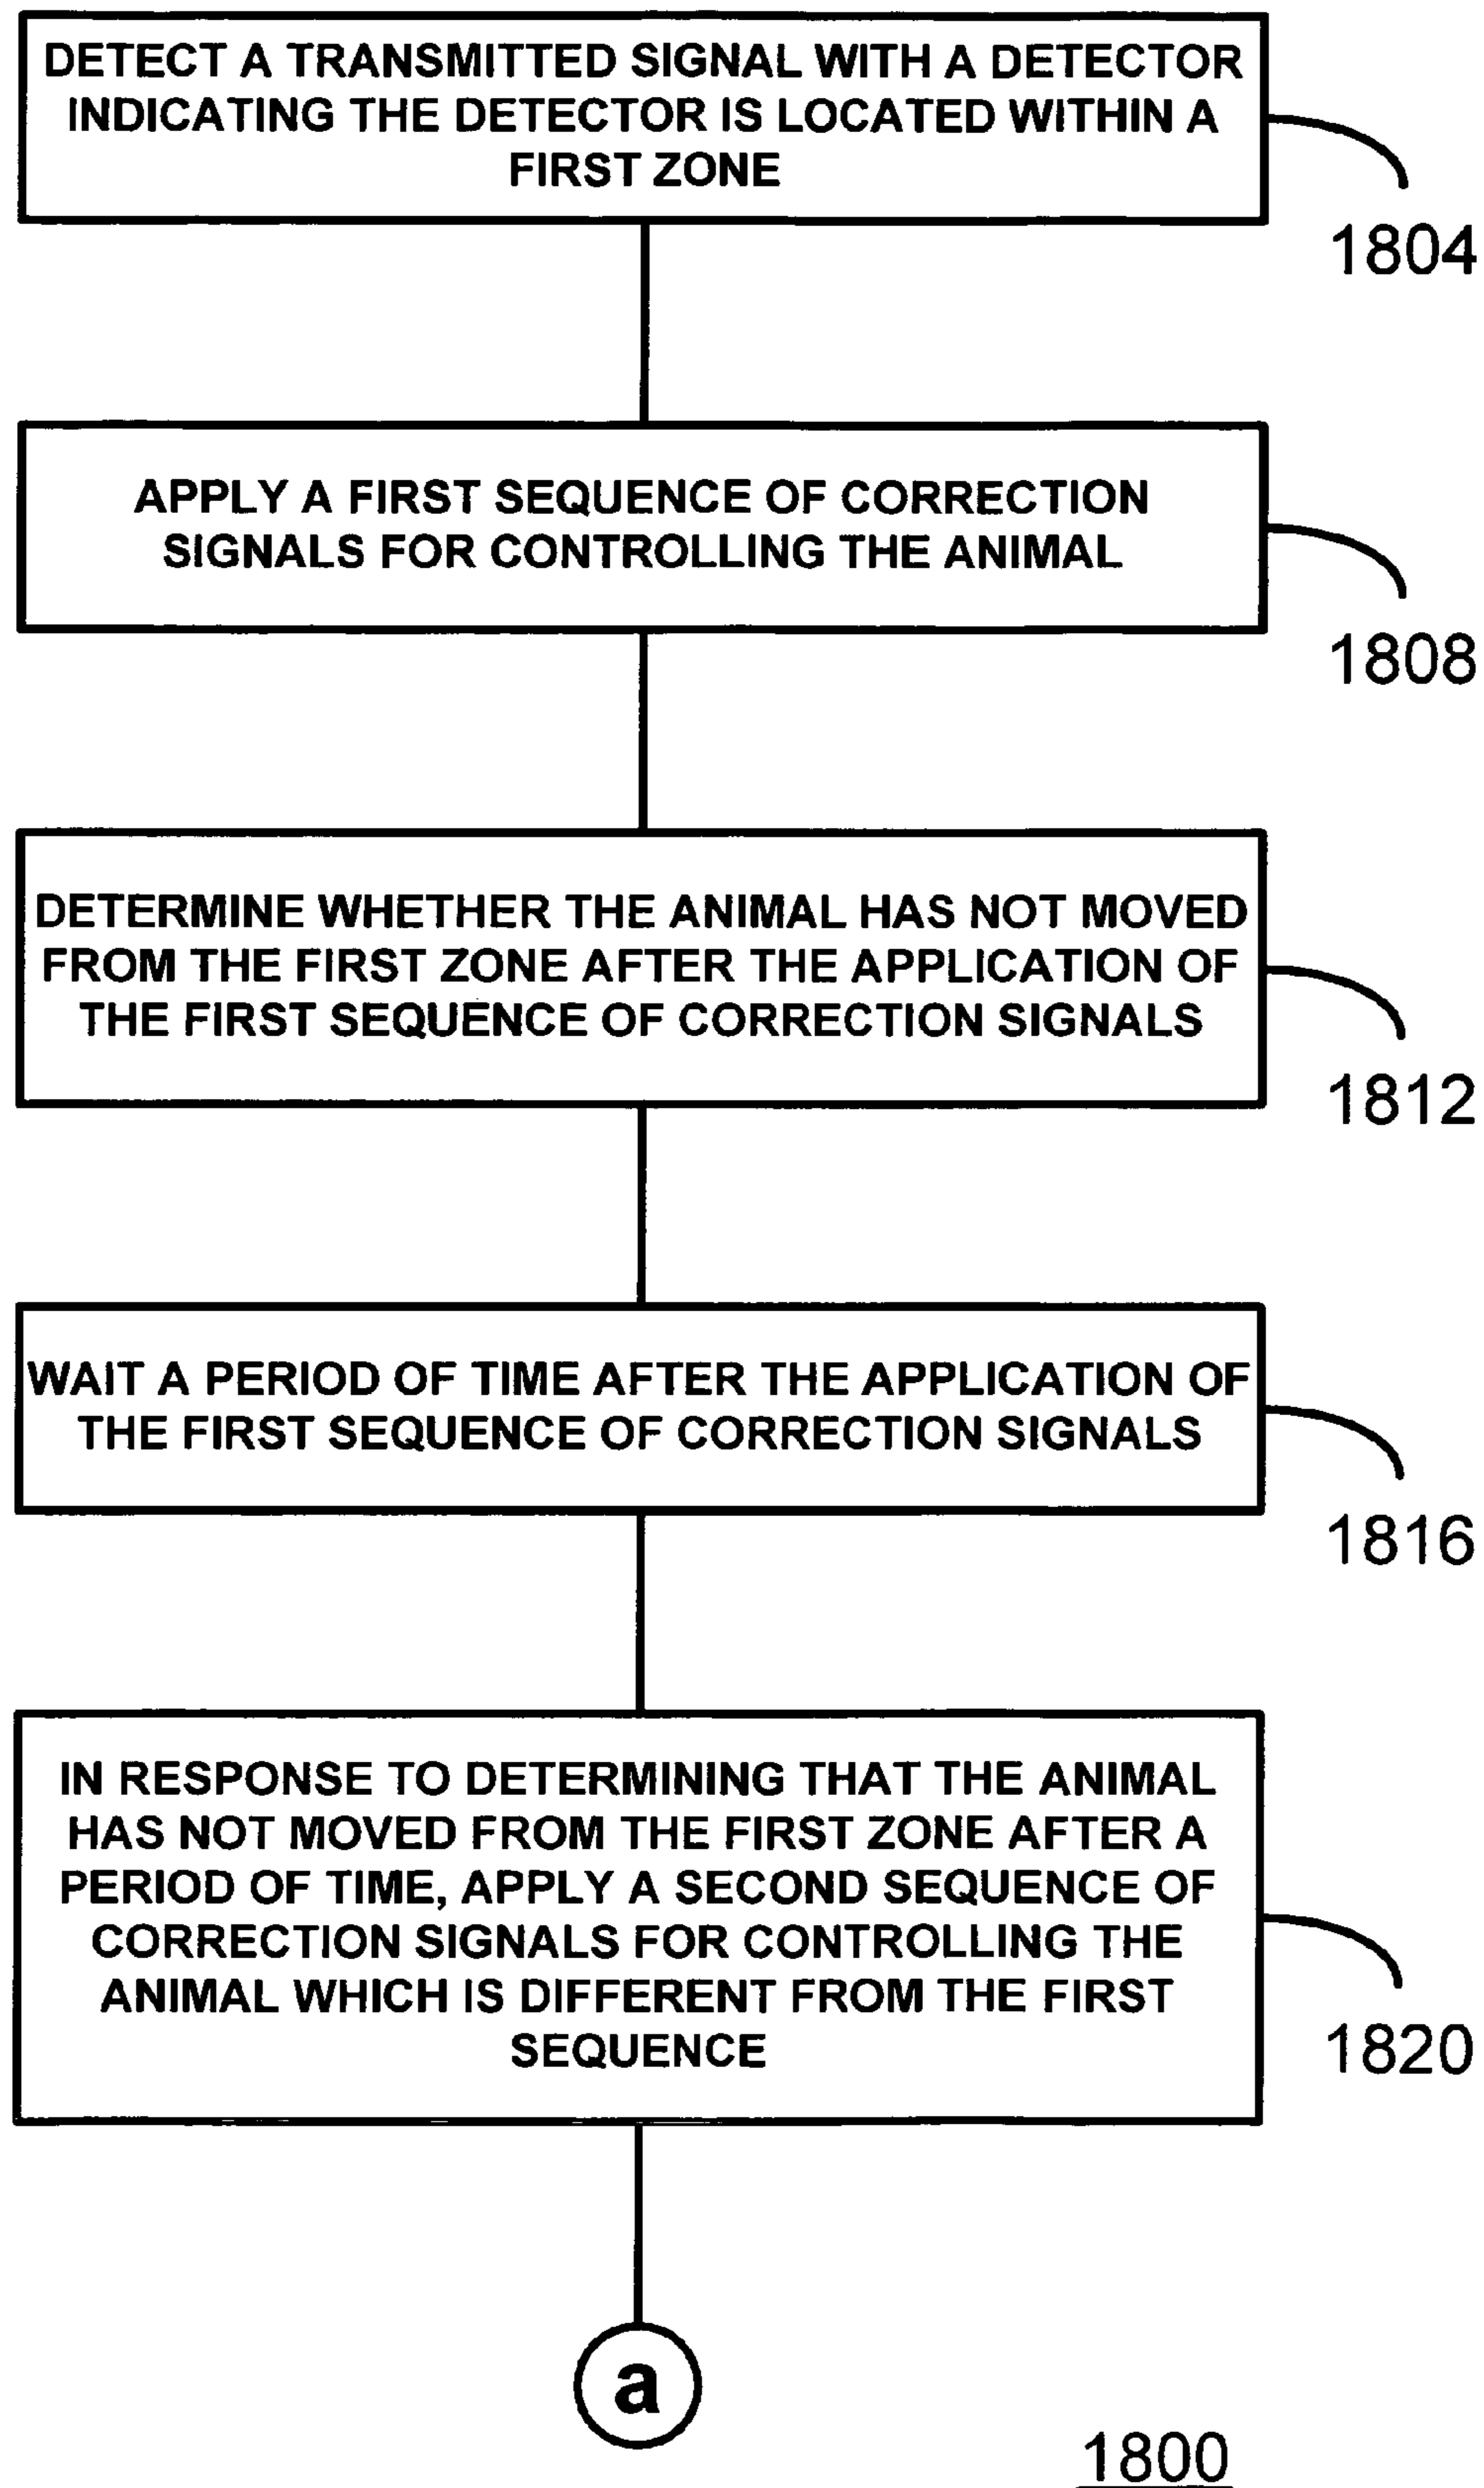 DETECT A TRANSMITTED SIGNAL WITH A DETECTOR
INDICATING THE DETECTOR IS LOCATED WITHIN A
FIRST ZONE
1804
APPLY A FIRST SEQUENCE OF CORRECTION
SIGNALS FOR CONTROLLING THE ANIMAL
1808
DETERMINE WHETHER THE ANIMAL HAS NOT MOVED
FROM THE FIRST ZONE AFTER THE APPLICATION OF
THE FIRST SEQUENCE OF CORRECTION SIGNALS
1812
WAIT A PERIOD OF TIME AFTER THE APPLICATION OF
THE FIRST SEQUENCE OF CORRECTION SIGNALS
1816
IN RESPONSE TO DETERMINING THAT THE ANIMAL
HAS NOT MOVED FROM THE FIRST ZONE AFTER A
PERIOD OF TIME, APPLY A SECOND SEQUENCE OF
CORRECTION SIGNALS FOR CONTROLLING THE
ANIMAL WHICH IS DIFFERENT FROM THE FIRST
SEQUENCE
1820
a
1800